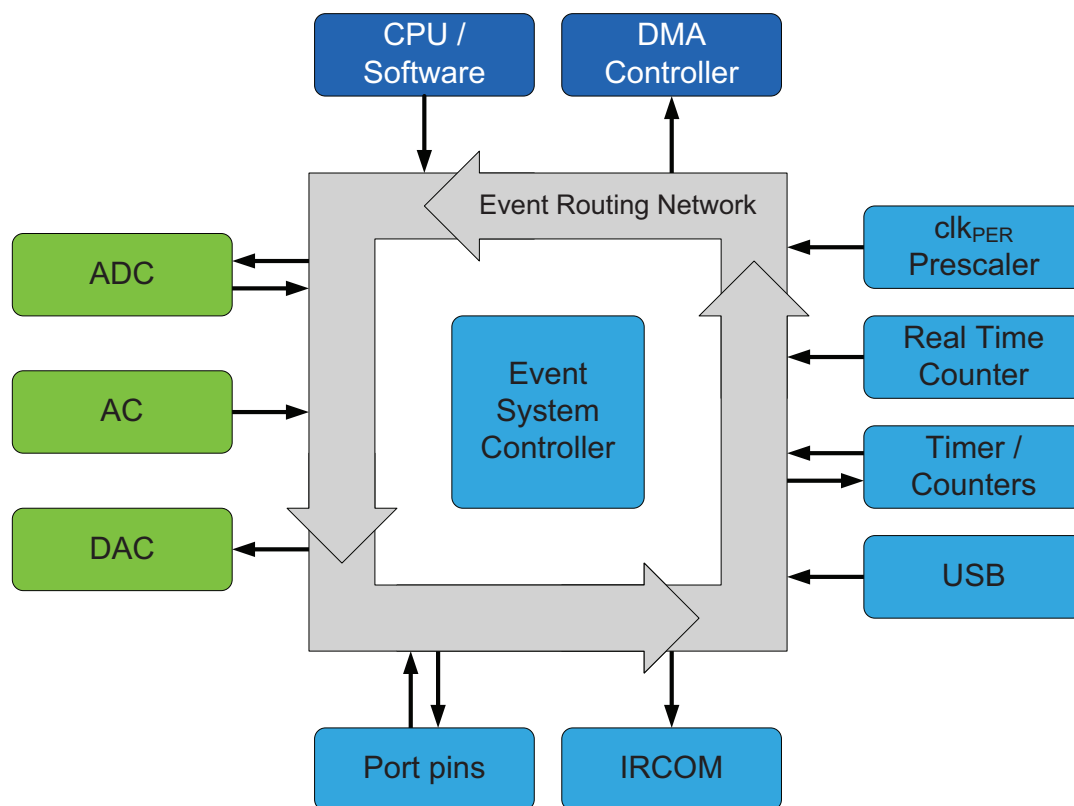 CPU /
Software
DMA
Controller
Event Routing Network
clkPER
Prescaler
ADC
Real Time
Counter
Event
System
Controller
AC
Timer /
Counters
DAC
USB
Port pins
IRCOM